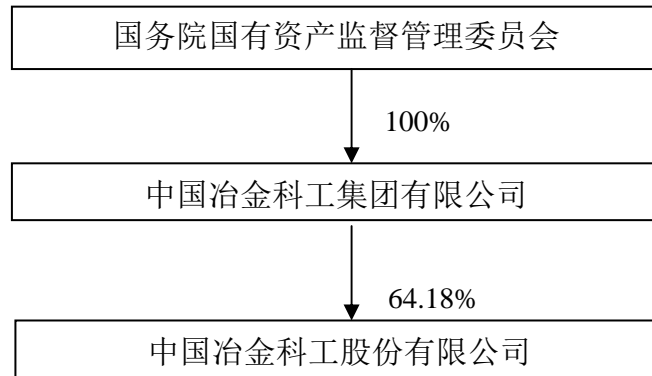 国务院国有资产监督管理委员会
100%
中国冶金科工集团有限公司
64.18%
中国冶金科工股份有限公司